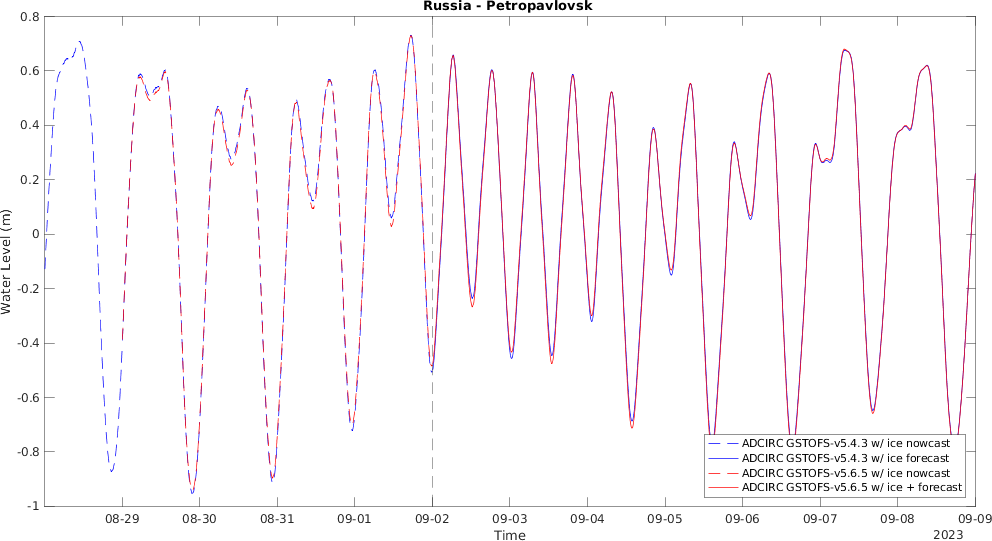 Russia - Petropavlovsk
0.8
0.6
0.4
0.2
0
-0.2
-0.4
-0.6
-0.8
-1
Water Level (m)
ADCIRC GSTOFS-v5.4.3 w/ ice nowcast
ADCIRC GSTOFS-v5.4.3 w/ ice forecast
ADCIRC GSTOFS-v5.6.5 w/ ice nowcast
ADCIRC GSTOFS-v5.6.5 w/ ice + forecast
08-29 08-30 08-31 09-01 09-02 09-03 09-04 09-05 09-06 09-07 09-08 09-09
Time
2023